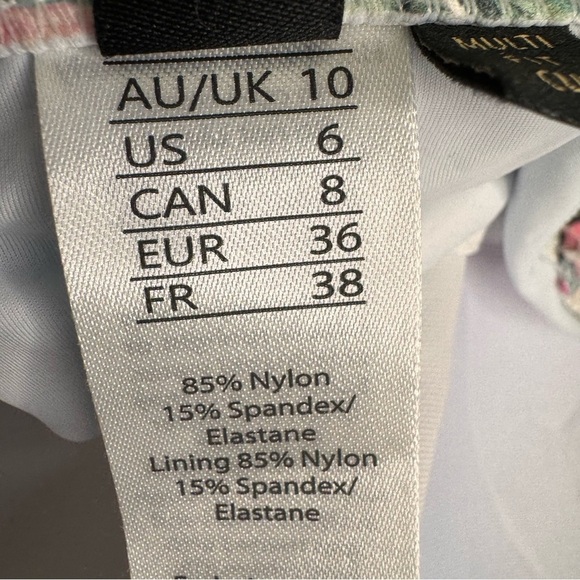 AU/UK 10
US 6
CAN 8
EUR 36
FR 38
85% Nylon
15% Spandex/
Elastane
Lining 85% Nylon
15% Spandex/
Elastane
MULTI
FIT